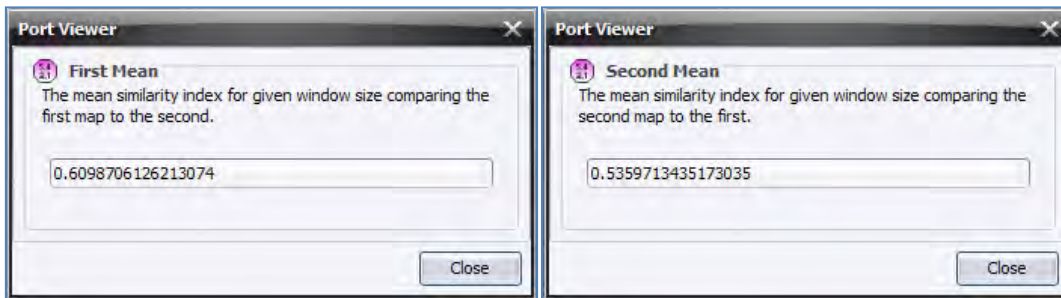 Port Viewer
First Mean
The mean similarity index for given window size comparing the
first map to the second.
0.6098706126213074
Close
Port Viewer
Second Mean
The mean similarity index for given window size comparing the
second map to the first.
0.5359713435173035
Close